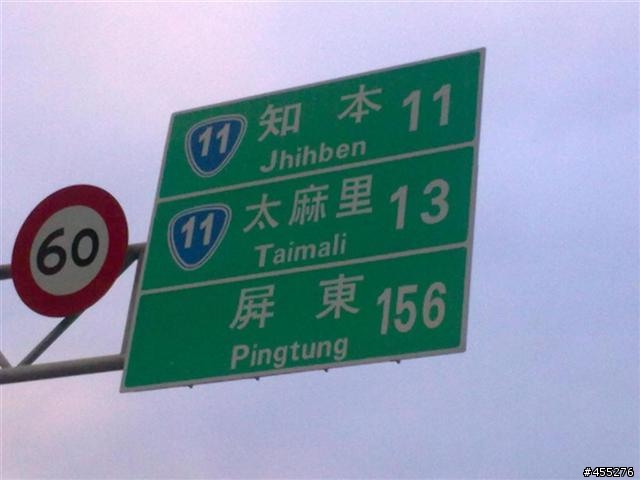 11 知本 11
Jhihben
11 太麻里 13
Taimali
屏東 156
Pingtung
60
#455276